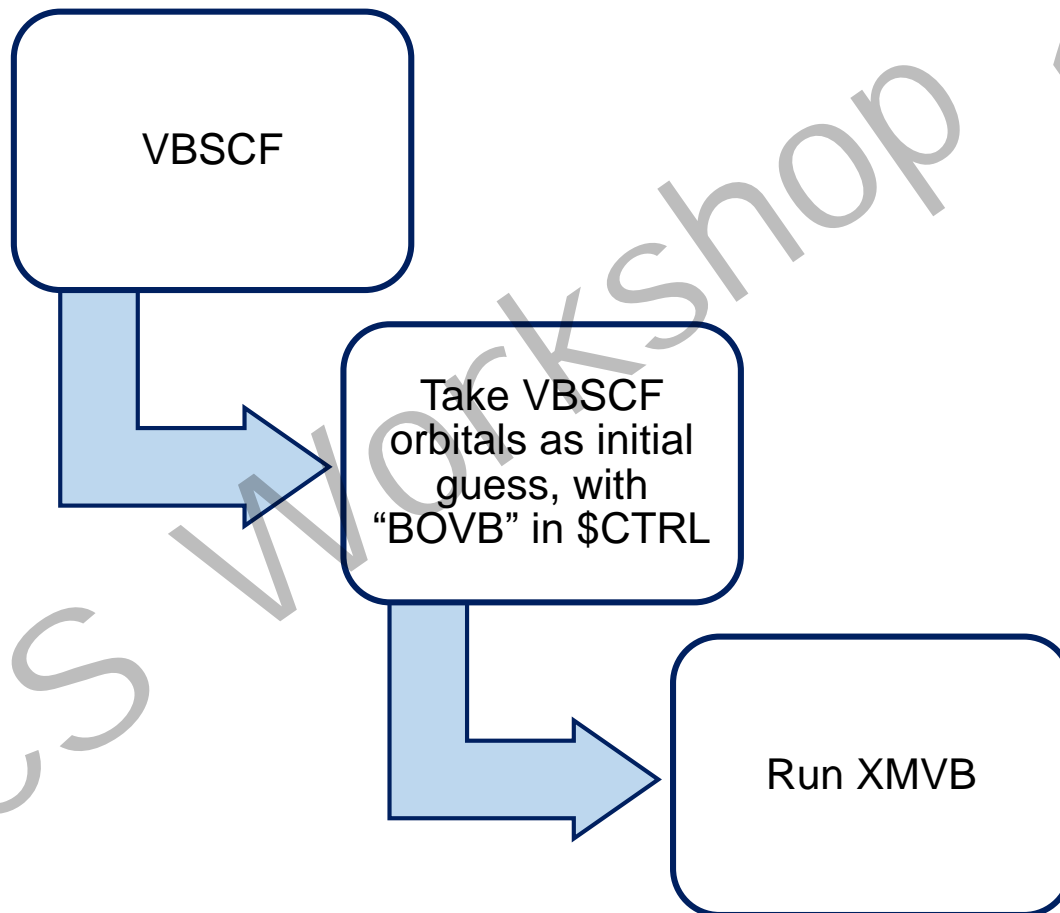 VBSCF
Take VBSCF
orbitals as initial
guess, with
“BOVB” in $CTRL
Run XMVB
CS Workshop